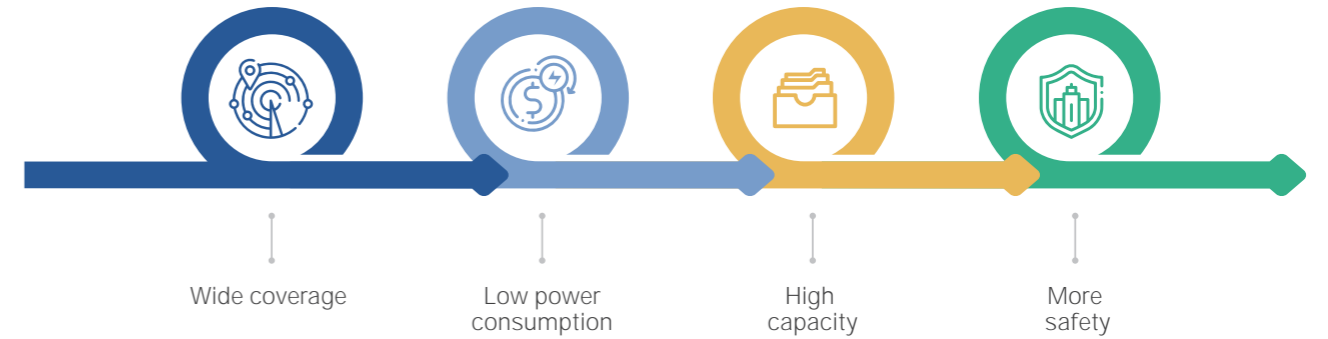 Wide coverage
Low power
consumption
High
capacity
More
safety